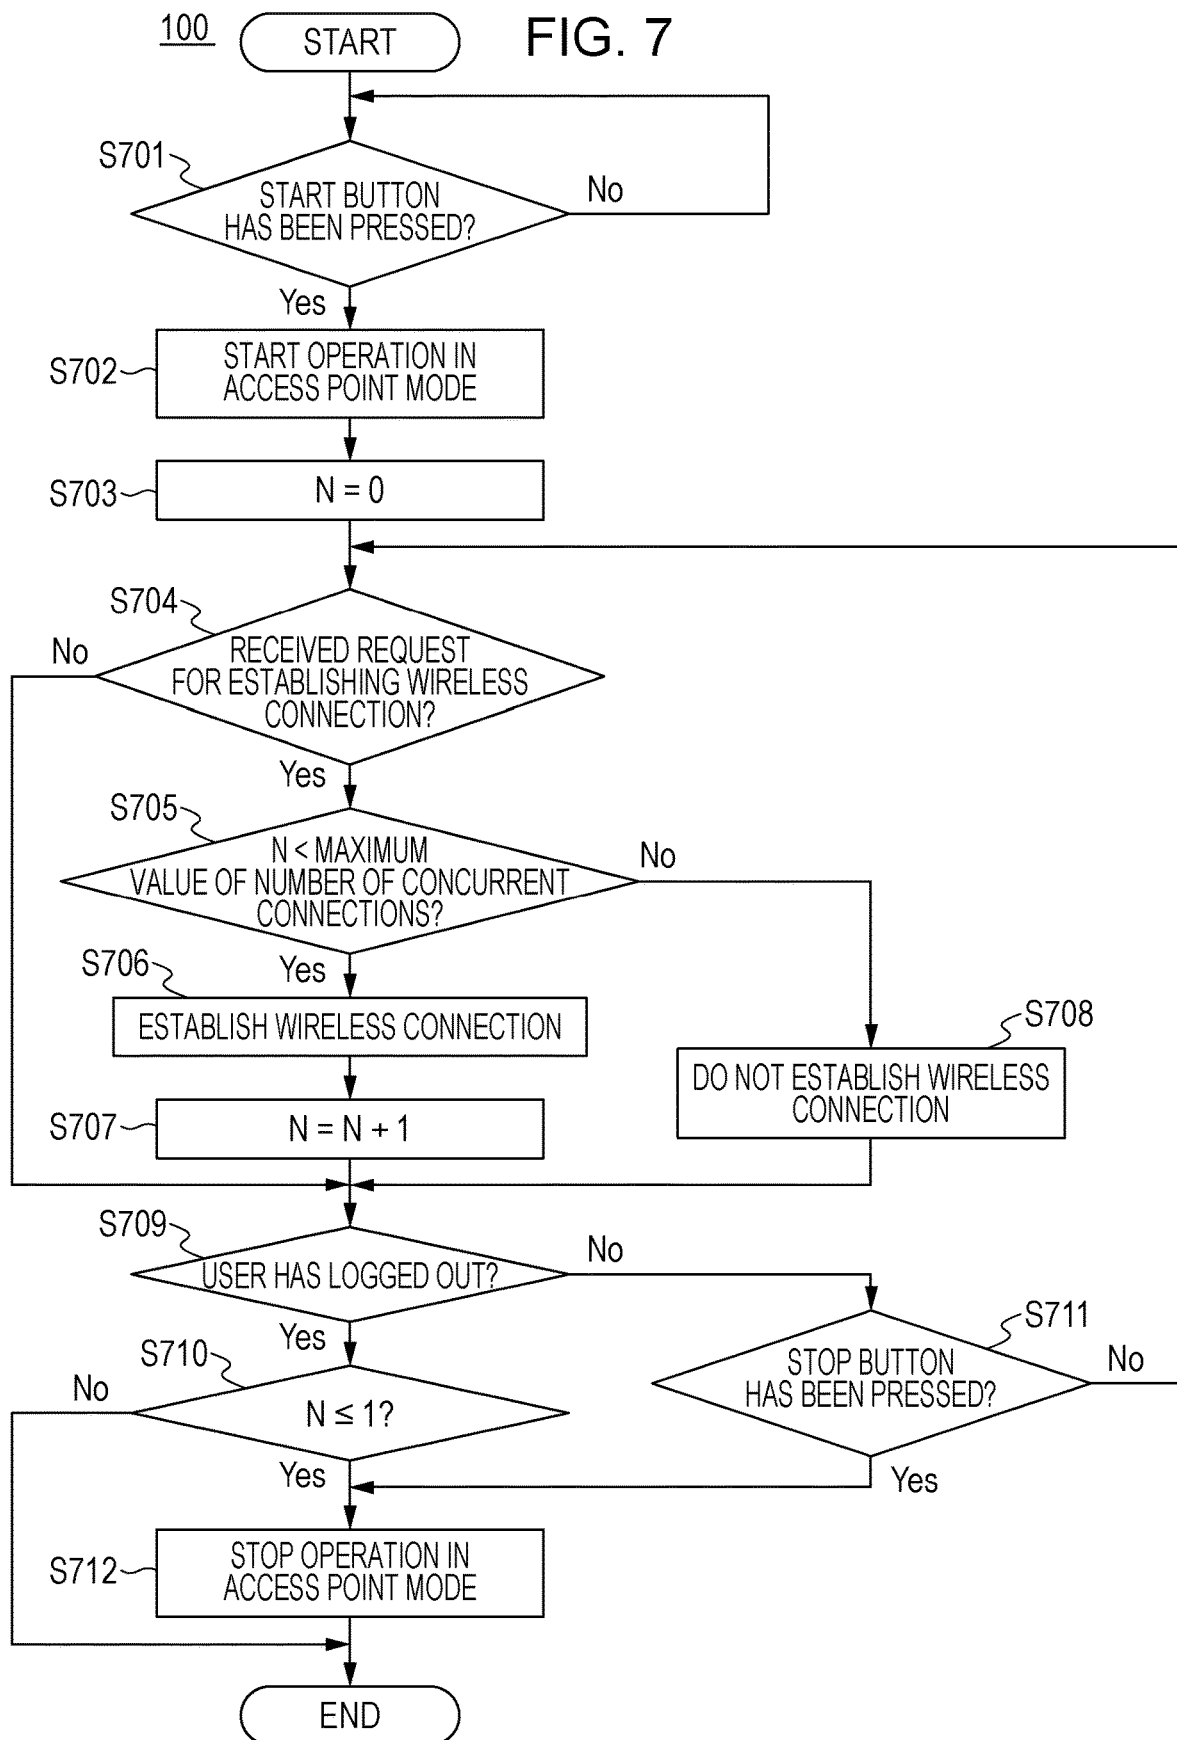 100
START
FIG. 7
S701
START BUTTON
HAS BEEN PRESSED?
No
Yes
S702
START OPERATION IN
ACCESS POINT MODE
S703
N = 0
S704
No
RECEIVED REQUEST
FOR ESTABLISHING WIRELESS
CONNECTION?
Yes
S705
N < MAXIMUM
VALUE OF NUMBER OF CONCURRENT
CONNECTIONS?
No
Yes
S706
ESTABLISH WIRELESS CONNECTION
S708
DO NOT ESTABLISH WIRELESS
CONNECTION
S707
N = N + 1
S709
USER HAS LOGGED OUT?
No
Yes
S711
STOP BUTTON
HAS BEEN PRESSED?
No
Yes
S710
No
N ≤ 1?
Yes
S712
STOP OPERATION IN
ACCESS POINT MODE
END